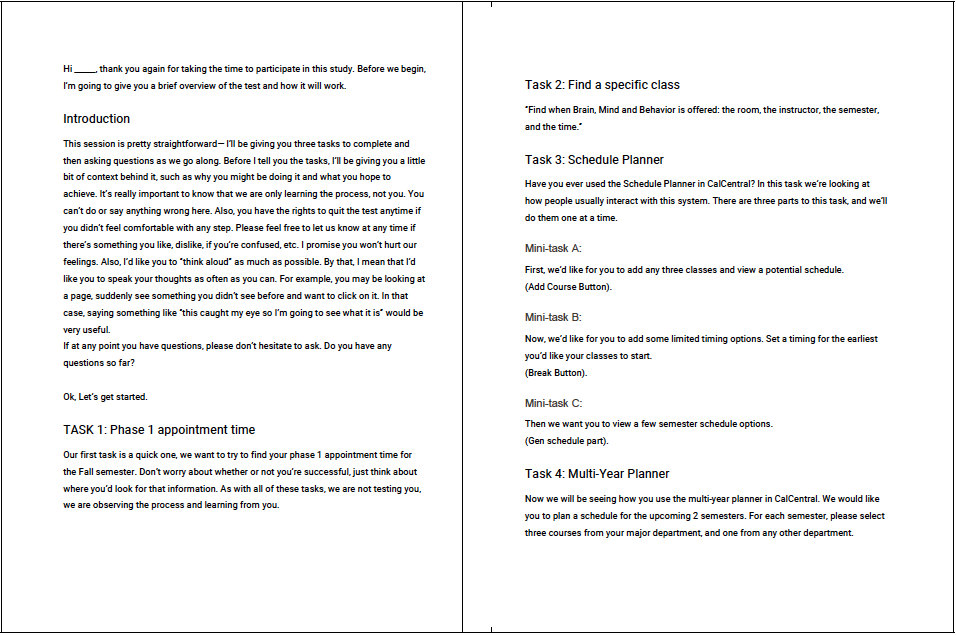 Hi _____, thank you again for taking the time to participate in this study. Before we begin,
I'm going to give you a brief overview of the test and how it will work.
Introduction
This session is pretty straightforward— I'll be giving you three tasks to complete and
then asking questions as we go along. Before I tell you the tasks, I'll be giving you a little
bit of context behind it, such as why you might be doing it and what you hope to
achieve. It's really important to know that we are only learning the process, not you. You
can't do or say anything wrong here. Also, you have the rights to quit the test anytime if
you didn't feel comfortable with any step. Please feel free to let us know at any time if
there's something you like, dislike, if you're confused, etc. I promise you won't hurt our
feelings. Also, I'd like you to "think aloud" as much as possible. By that, I mean that I'd
like you to speak your thoughts as often as you can. For example, you may be looking at
a page, suddenly see something you didn't see before and want to click on it. In that
case, saying something like "this caught my eye so I'm going to see what it is" would be
very useful.
If at any point you have questions, please don't hesitate to ask. Do you have any
questions so far?
Ok, Let's get started.
TASK 1: Phase 1 appointment time
Our first task is a quick one, we want to try to find your phase 1 appointment time for
the Fall semester. Don't worry about whether or not you're successful, just think about
where you'd look for that information. As with all of these tasks, we are not testing you,
we are observing the process and learning from you.
Task 2: Find a specific class
"Find when Brain, Mind and Behavior is offered: the room, the instructor, the semester,
and the time."
Task 3: Schedule Planner
Have you ever used the Schedule Planner in CalCentral? In this task we're looking at
how people usually interact with this system. There are three parts to this task, and we'll
do them one at a time.
Mini-task A:
First, we'd like for you to add any three classes and view a potential schedule.
(Add Course Button).
Mini-task B:
Now, we'd like for you to add some limited timing options. Set a timing for the earliest
you'd like your classes to start.
(Break Button).
Mini-task C:
Then we want you to view a few semester schedule options.
(Gen schedule part).
Task 4: Multi-Year Planner
Now we will be seeing how you use the multi-year planner in CalCentral. We would like
you to plan a schedule for the upcoming 2 semesters. For each semester, please select
three courses from your major department, and one from any other department.